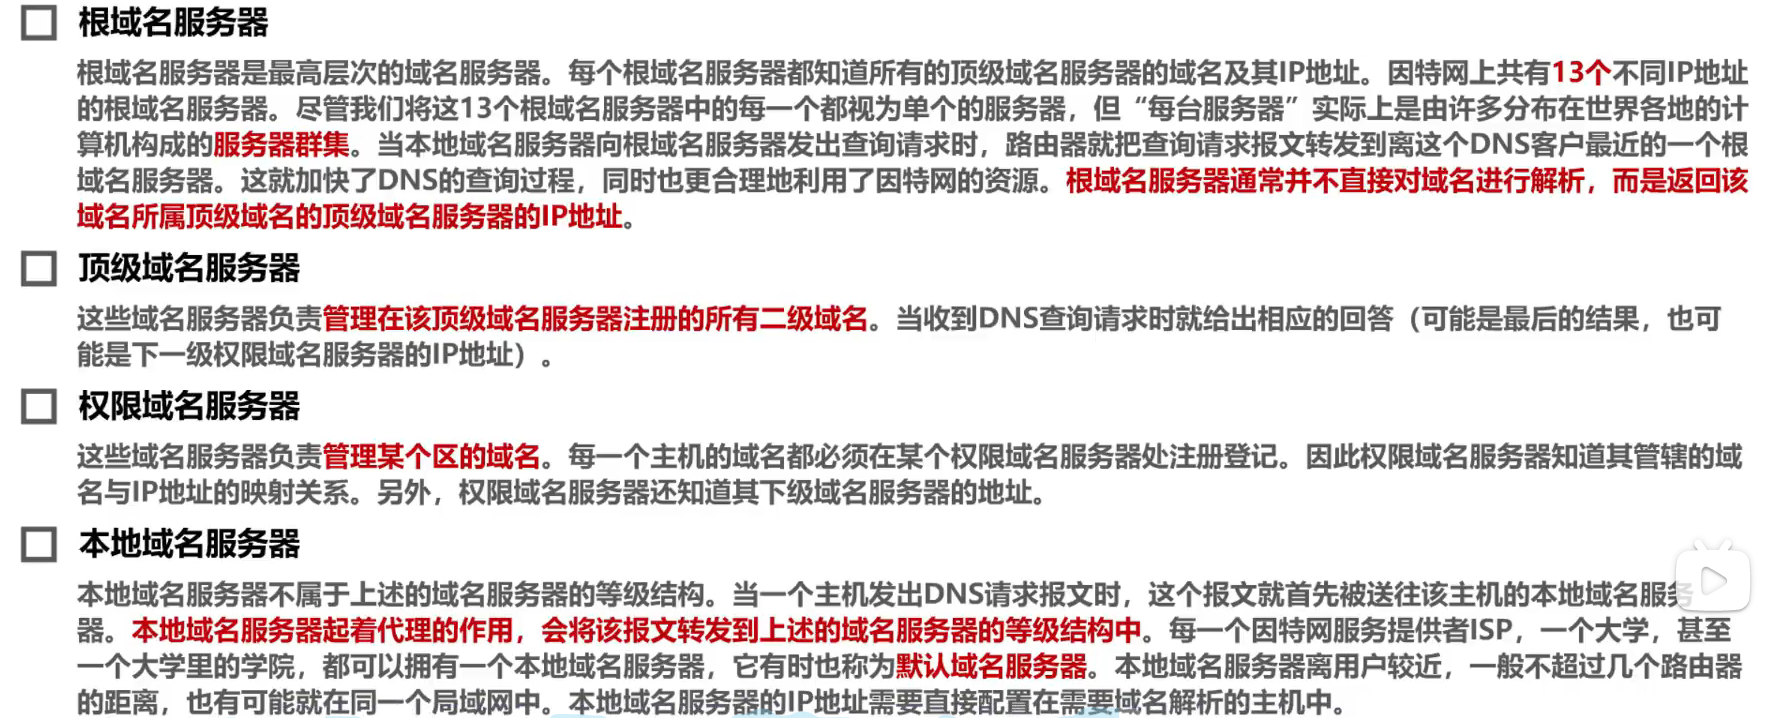 根域名服务器
根域名服务器是最高层次的域名服务器。每个根域名服务器都知道所有的顶级域名服务器的域名及其IP地址。因特网上共有13个不同IP地址
的根域名服务器。尽管我们将这13个根域名服务器中的每一个都视为单个的服务器，但“每台服务器”实际上是由许多分布在世界各地的计
算机构成的服务器群集。当本地域名服务器向根域名服务器发出查询请求时，路由器就把查询请求报文转发到离这个DNS客户最近的一个根
域名服务器。这就加快了DNS的查询过程，同时也更合理地利用了因特网的资源。根域名服务器通常并不直接对域名进行解析，而是返回该
域名所属顶级域名的顶级域名服务器的IP地址。
顶级域名服务器
这些域名服务器负责管理在该顶级域名服务器注册的所有二级域名。当收到DNS查询请求时就给出相应的回答（可能是最后的结果，也可
能是下一级权限域名服务器的IP地址）。
权限域名服务器
这些域名服务器负责管理某个区的域名。每一个主机的域名都必须在某个权限域名服务器处注册登记。因此权限域名服务器知道其管辖的域
名与IP地址的映射关系。另外，权限域名服务器还知道其下级域名服务器的地址。
本地域名服务器
本地域名服务器不属于上述的域名服务器的等级结构。当一个主机发出DNS请求报文时，这个报文就首先被送往该主机的本地域名服务
器。本地域名服务器起着代理的作用，会将该报文转发到上述的域名服务器的等级结构中。每一个因特网服务提供者ISP，一个大学，甚至
一个大学里的学院，都可以拥有一个本地域名服务器，它有时也称为默认域名服务器。本地域名服务器离用户较近，一般不超过几个路由器
的距离，也有可能就在同一个局域网中。本地域名服务器的IP地址需要直接配置在需要域名解析的主机中。